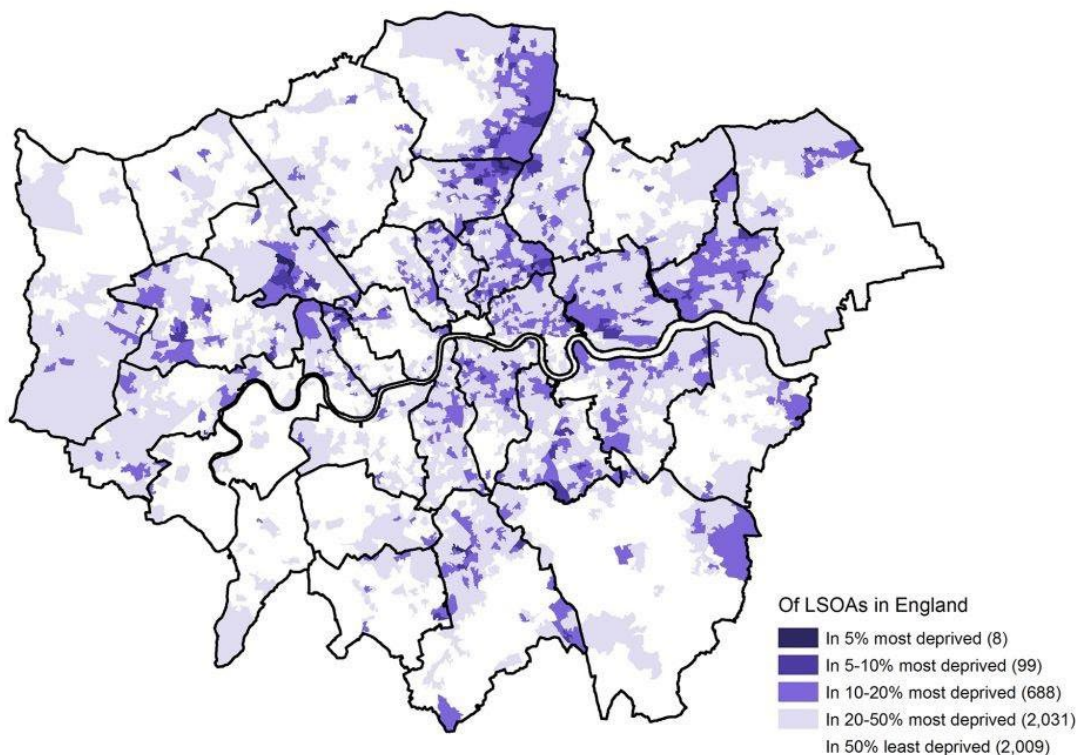 Of LSOAs in England
In 5% most deprived (8)
In 5-10% most deprived (99)
In 10-20% most deprived (688)
In 20-50% most deprived (2,031)
In 50% least deprived (2,009)